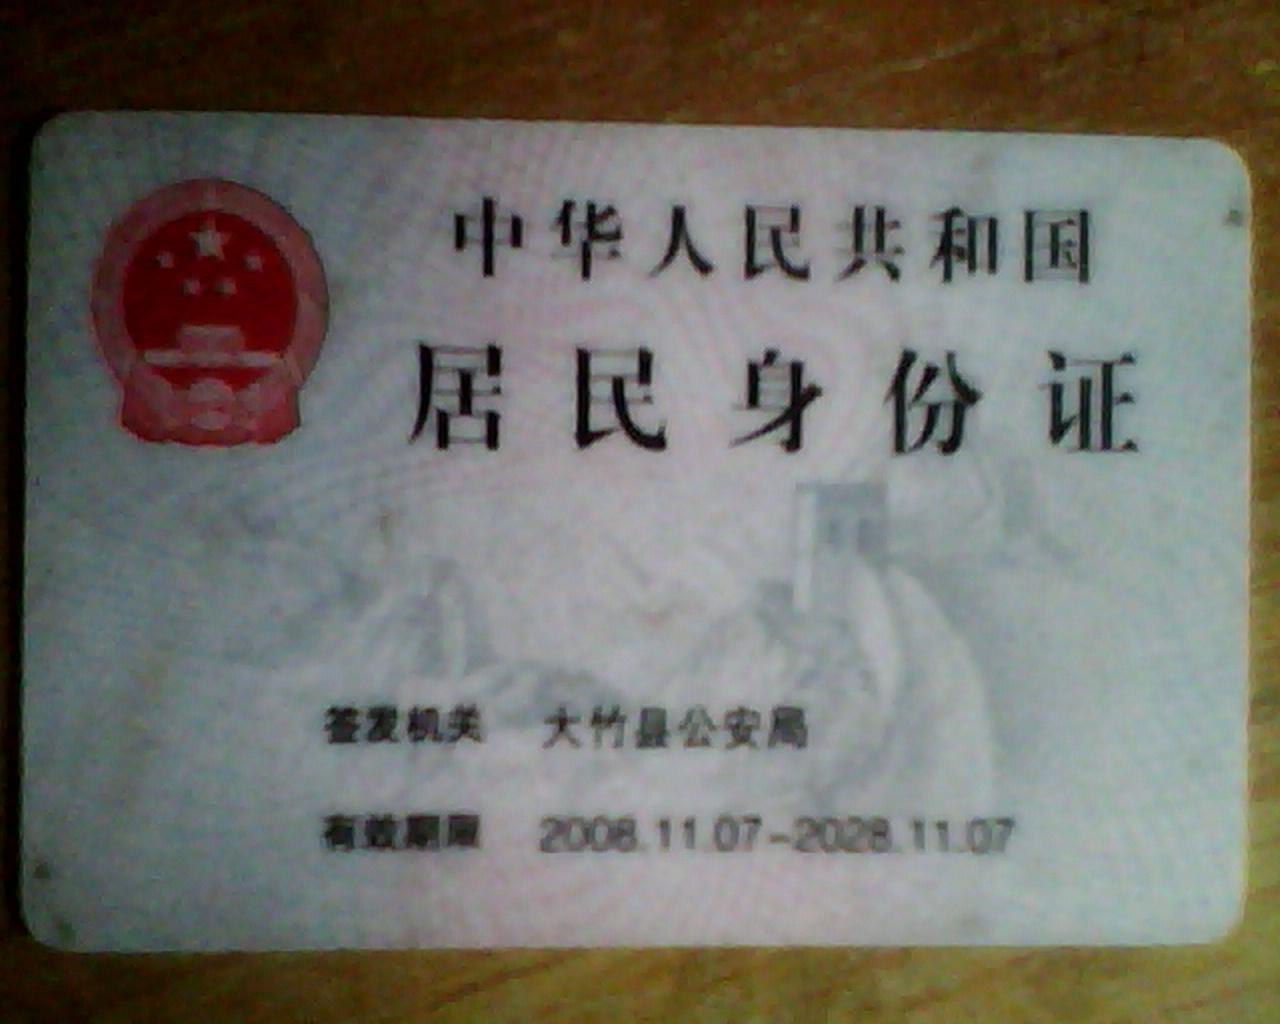 中华人民共和国
居民身份证
签发机关 大竹县公安局
有效期限 2008.11.07-2028.11.07